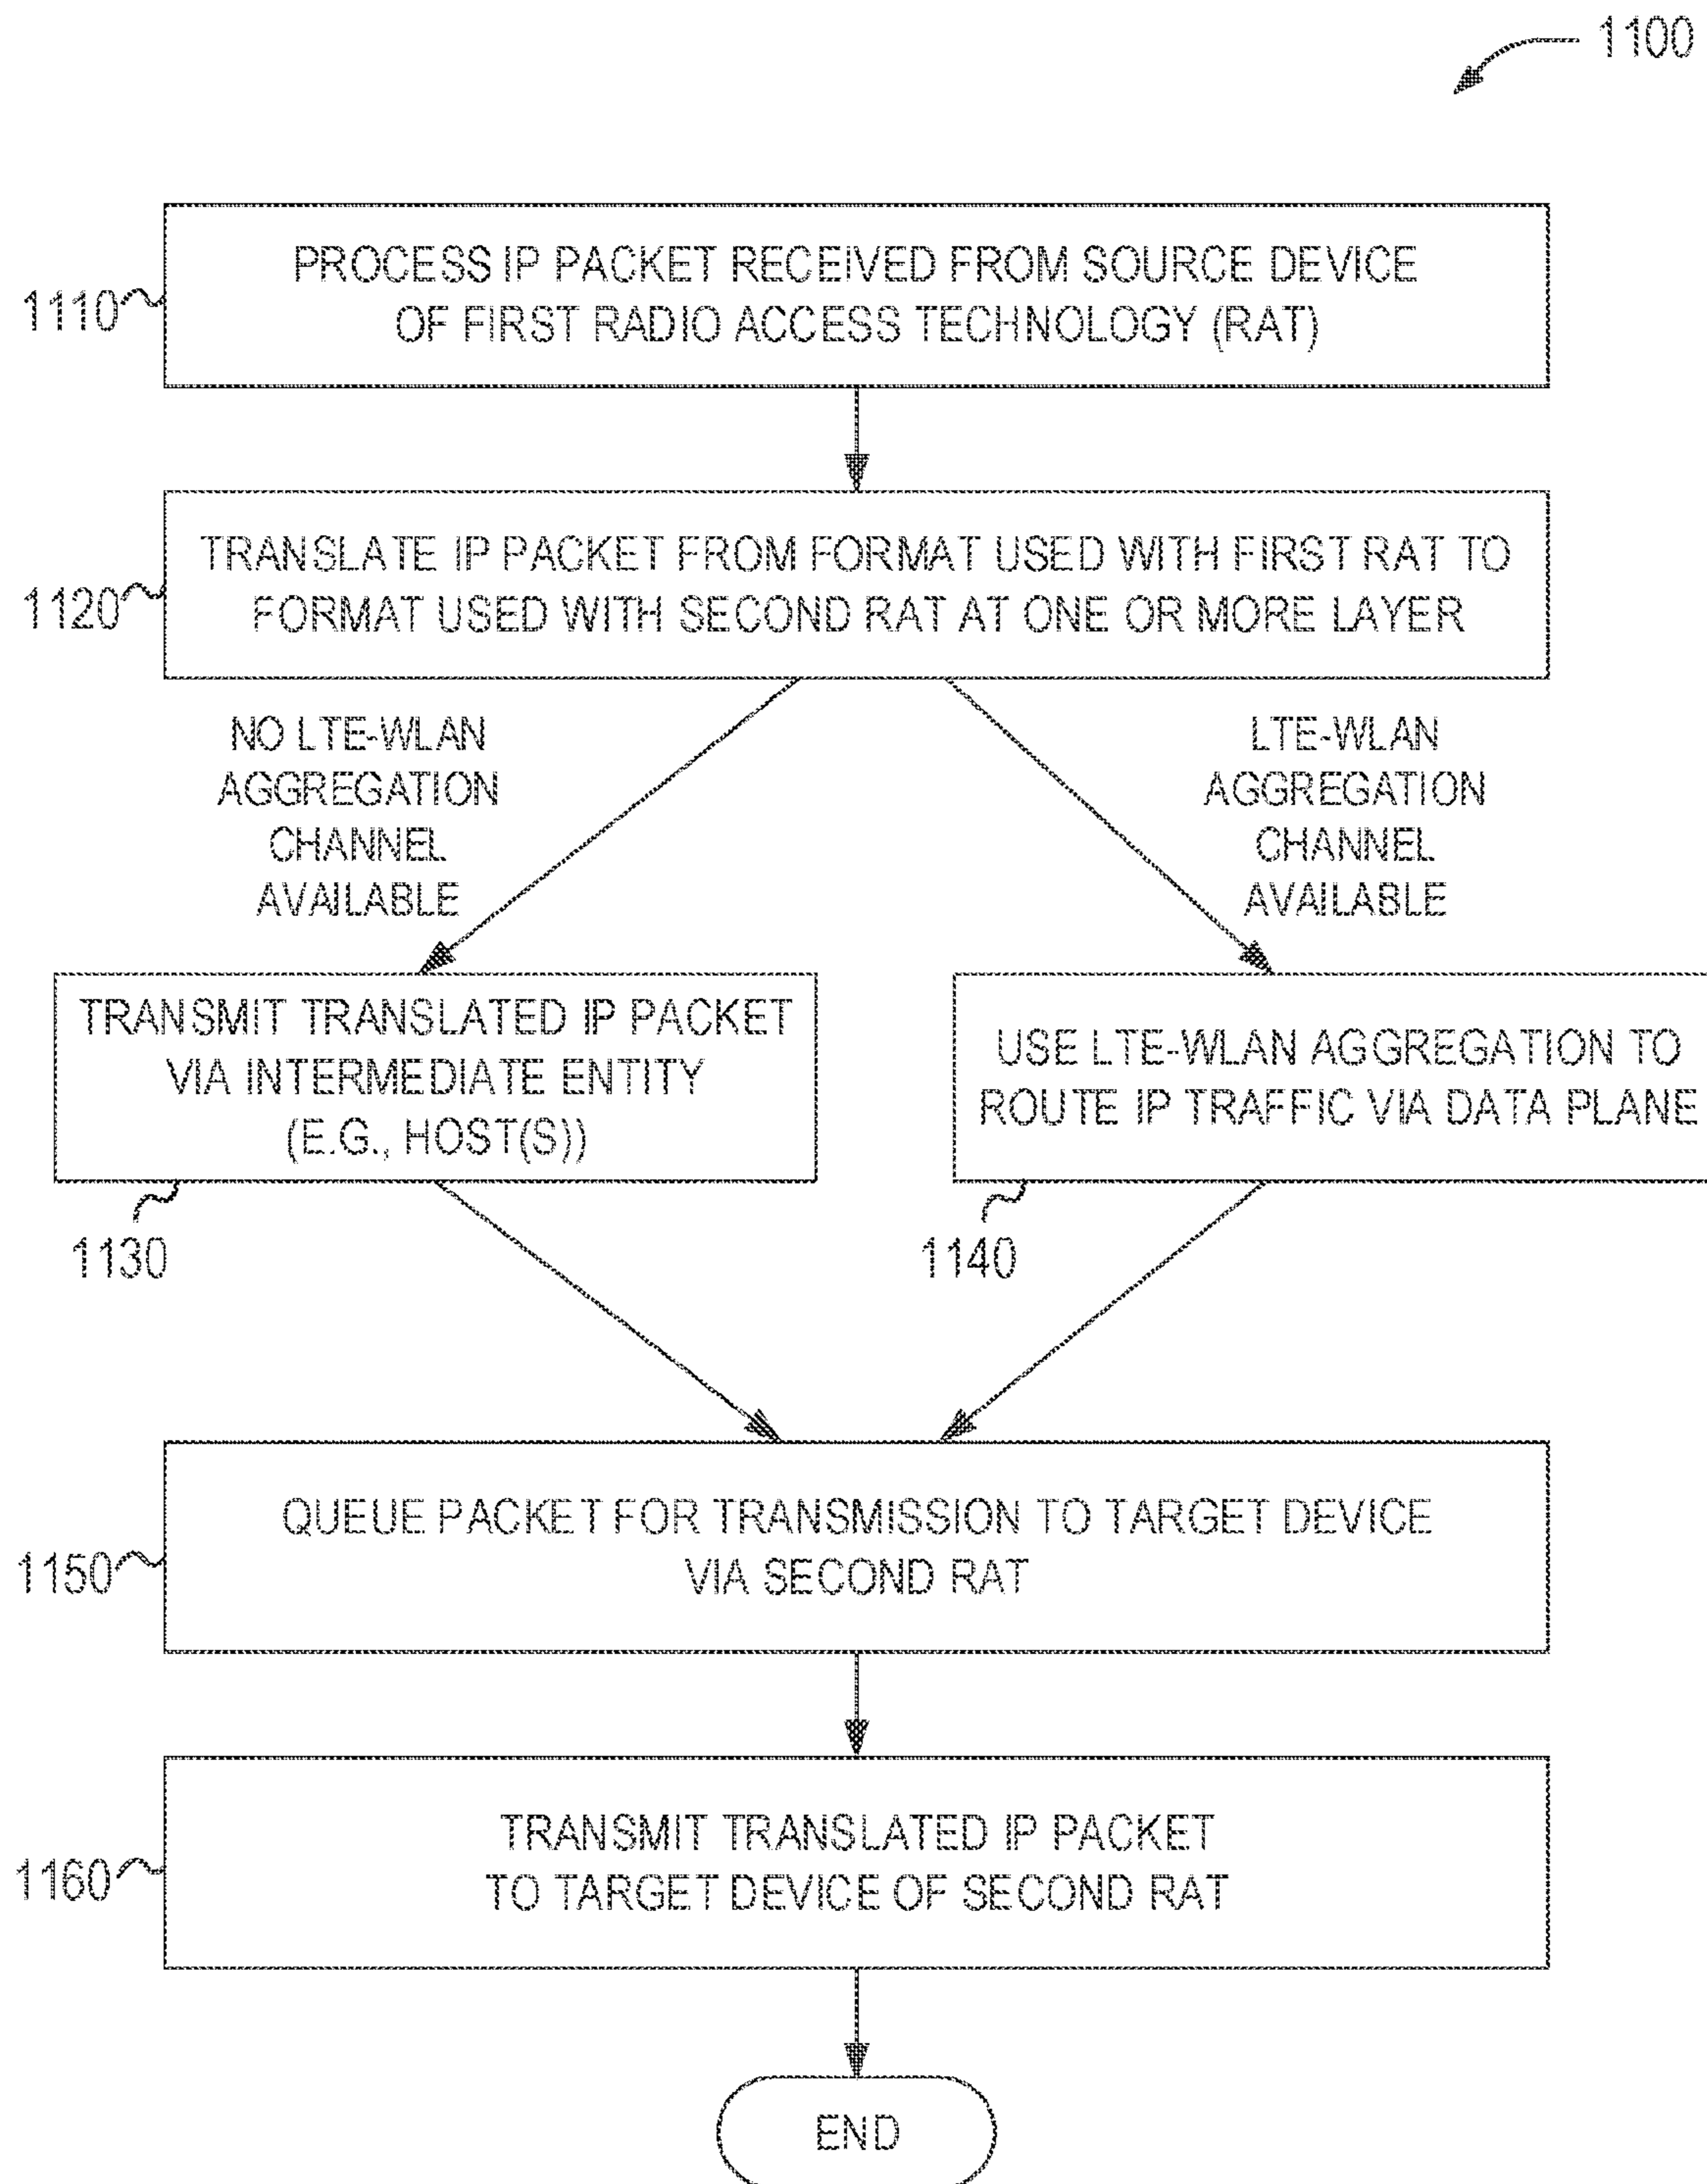 1100
PROCESS IP PACKET RECEIVED FROM SOURCE DEVICE
OF FIRST RADIO ACCESS TECHNOLOGY (RAT)
1110
TRANSLATE IP PACKET FROM FORMAT USED WITH FIRST RAT TO
FORMAT USED WITH SECOND RAT AT ONE OR MORE LAYER
1120
NO LTE-WLAN
AGGREGATION
CHANNEL
AVAILABLE
LTE-WLAN
AGGREGATION
CHANNEL
AVAILABLE
TRANSMIT TRANSLATED IP PACKET
VIA INTERMEDIATE ENTITY
(E.G., HOST(S))
1130
USE LTE-WLAN AGGREGATION TO
ROUTE IP TRAFFIC VIA DATA PLANE
1140
QUEUE PACKET FOR TRANSMISSION TO TARGET DEVICE
VIA SECOND RAT
1150
TRANSMIT TRANSLATED IP PACKET
TO TARGET DEVICE OF SECOND RAT
1160
END